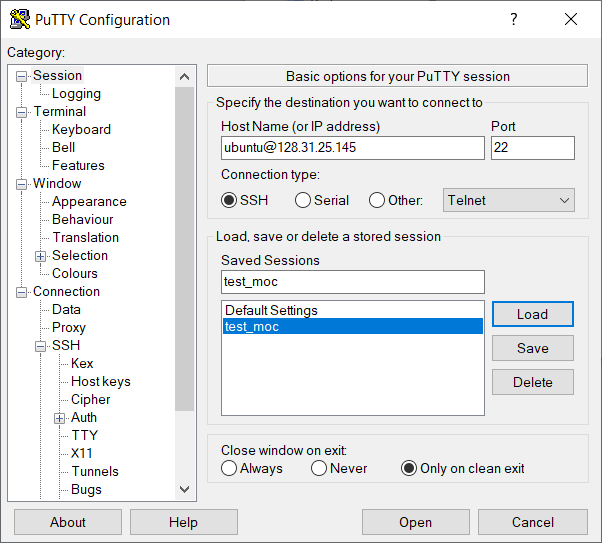 PuTTY Configuration
?
Category:
Session
Logging
Terminal
Keyboard
Bell
Features
Window
Appearance
Behaviour
Translation
Selection
Colours
Connection
Data
Proxy
SSH
Kex
Host keys
Cipher
Auth
TTY
X11
Tunnels
Bugs
Basic options for your PuTTY session
Specify the destination you want to connect to
Host Name (or IP address) Port
ubuntu@128.31.25.145 22
Connection type:
SSH Serial Other: Telnet
Load, save or delete a stored session
Saved Sessions
test_moc
Default Settings
test_moc
Load
Save
Delete
Close window on exit:
Always Never Only on clean exit
About Help Open Cancel